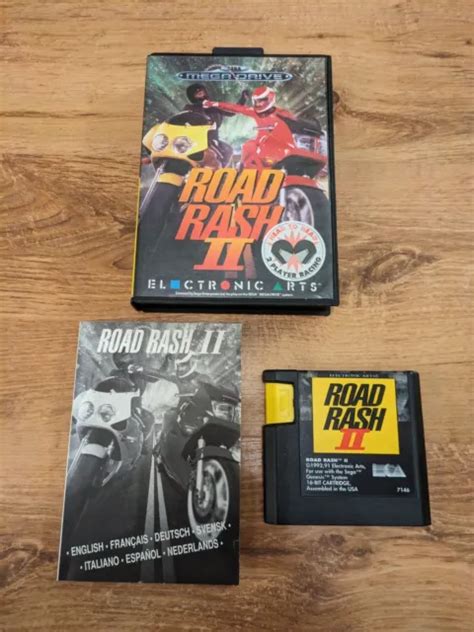 MEGA DRIVE
ROAD
RASH
II
HEAD TO HEAD
2 PLAYER RACING
ELECTRONIC ARTS
ROAD RASH II
• ENGLISH • FRANÇAIS • DEUTSCH • SVENSK •
• ITALIANO • ESPAÑOL • NEDERLANDS •
ELECTRONIC ARTS
ROAD
RASH
II
ROAD RASH™ II
©1992,91 Electronic Arts,
For use with the Sega™
Genesis™ System
16-BIT CARTRIDGE.
Assembled in the USA
7146